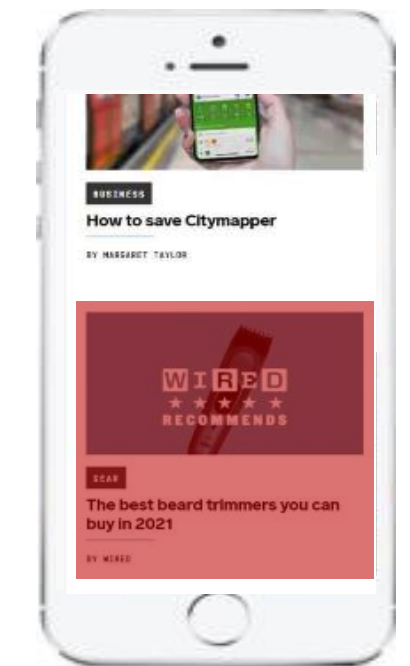 BUSINESS
How to save Citymapper
BY MARGARET TAYLOR
WIRED
RECOMMENDS
GEAR
The best beard trimmers you can
buy in 2021
BY WIRED